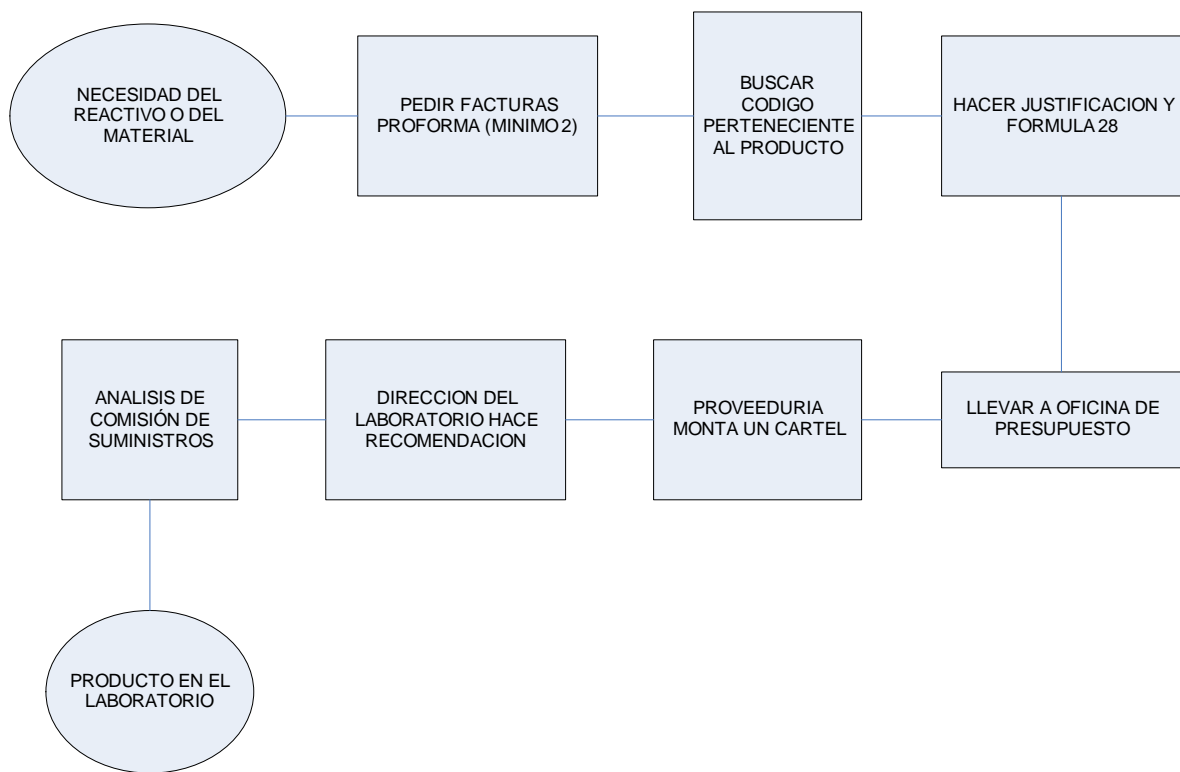 NECESIDAD DEL
REACTIVO O DEL
MATERIAL
PEDIR FACTURAS
PROFORMA (MINIMO 2)
BUSCAR
CODIGO
PERTENECIENTE
AL PRODUCTO
HACER JUSTIFICACION Y
FORMULA 28
LLEVAR A OFICINA DE
PRESUPUESTO
PROVEEDURIA
MONTA UN CARTEL
DIRECCION DEL
LABORATORIO HACE
RECOMENDACION
ANALISIS DE
COMISIÓN DE
SUMINISTROS
PRODUCTO EN EL
LABORATORIO